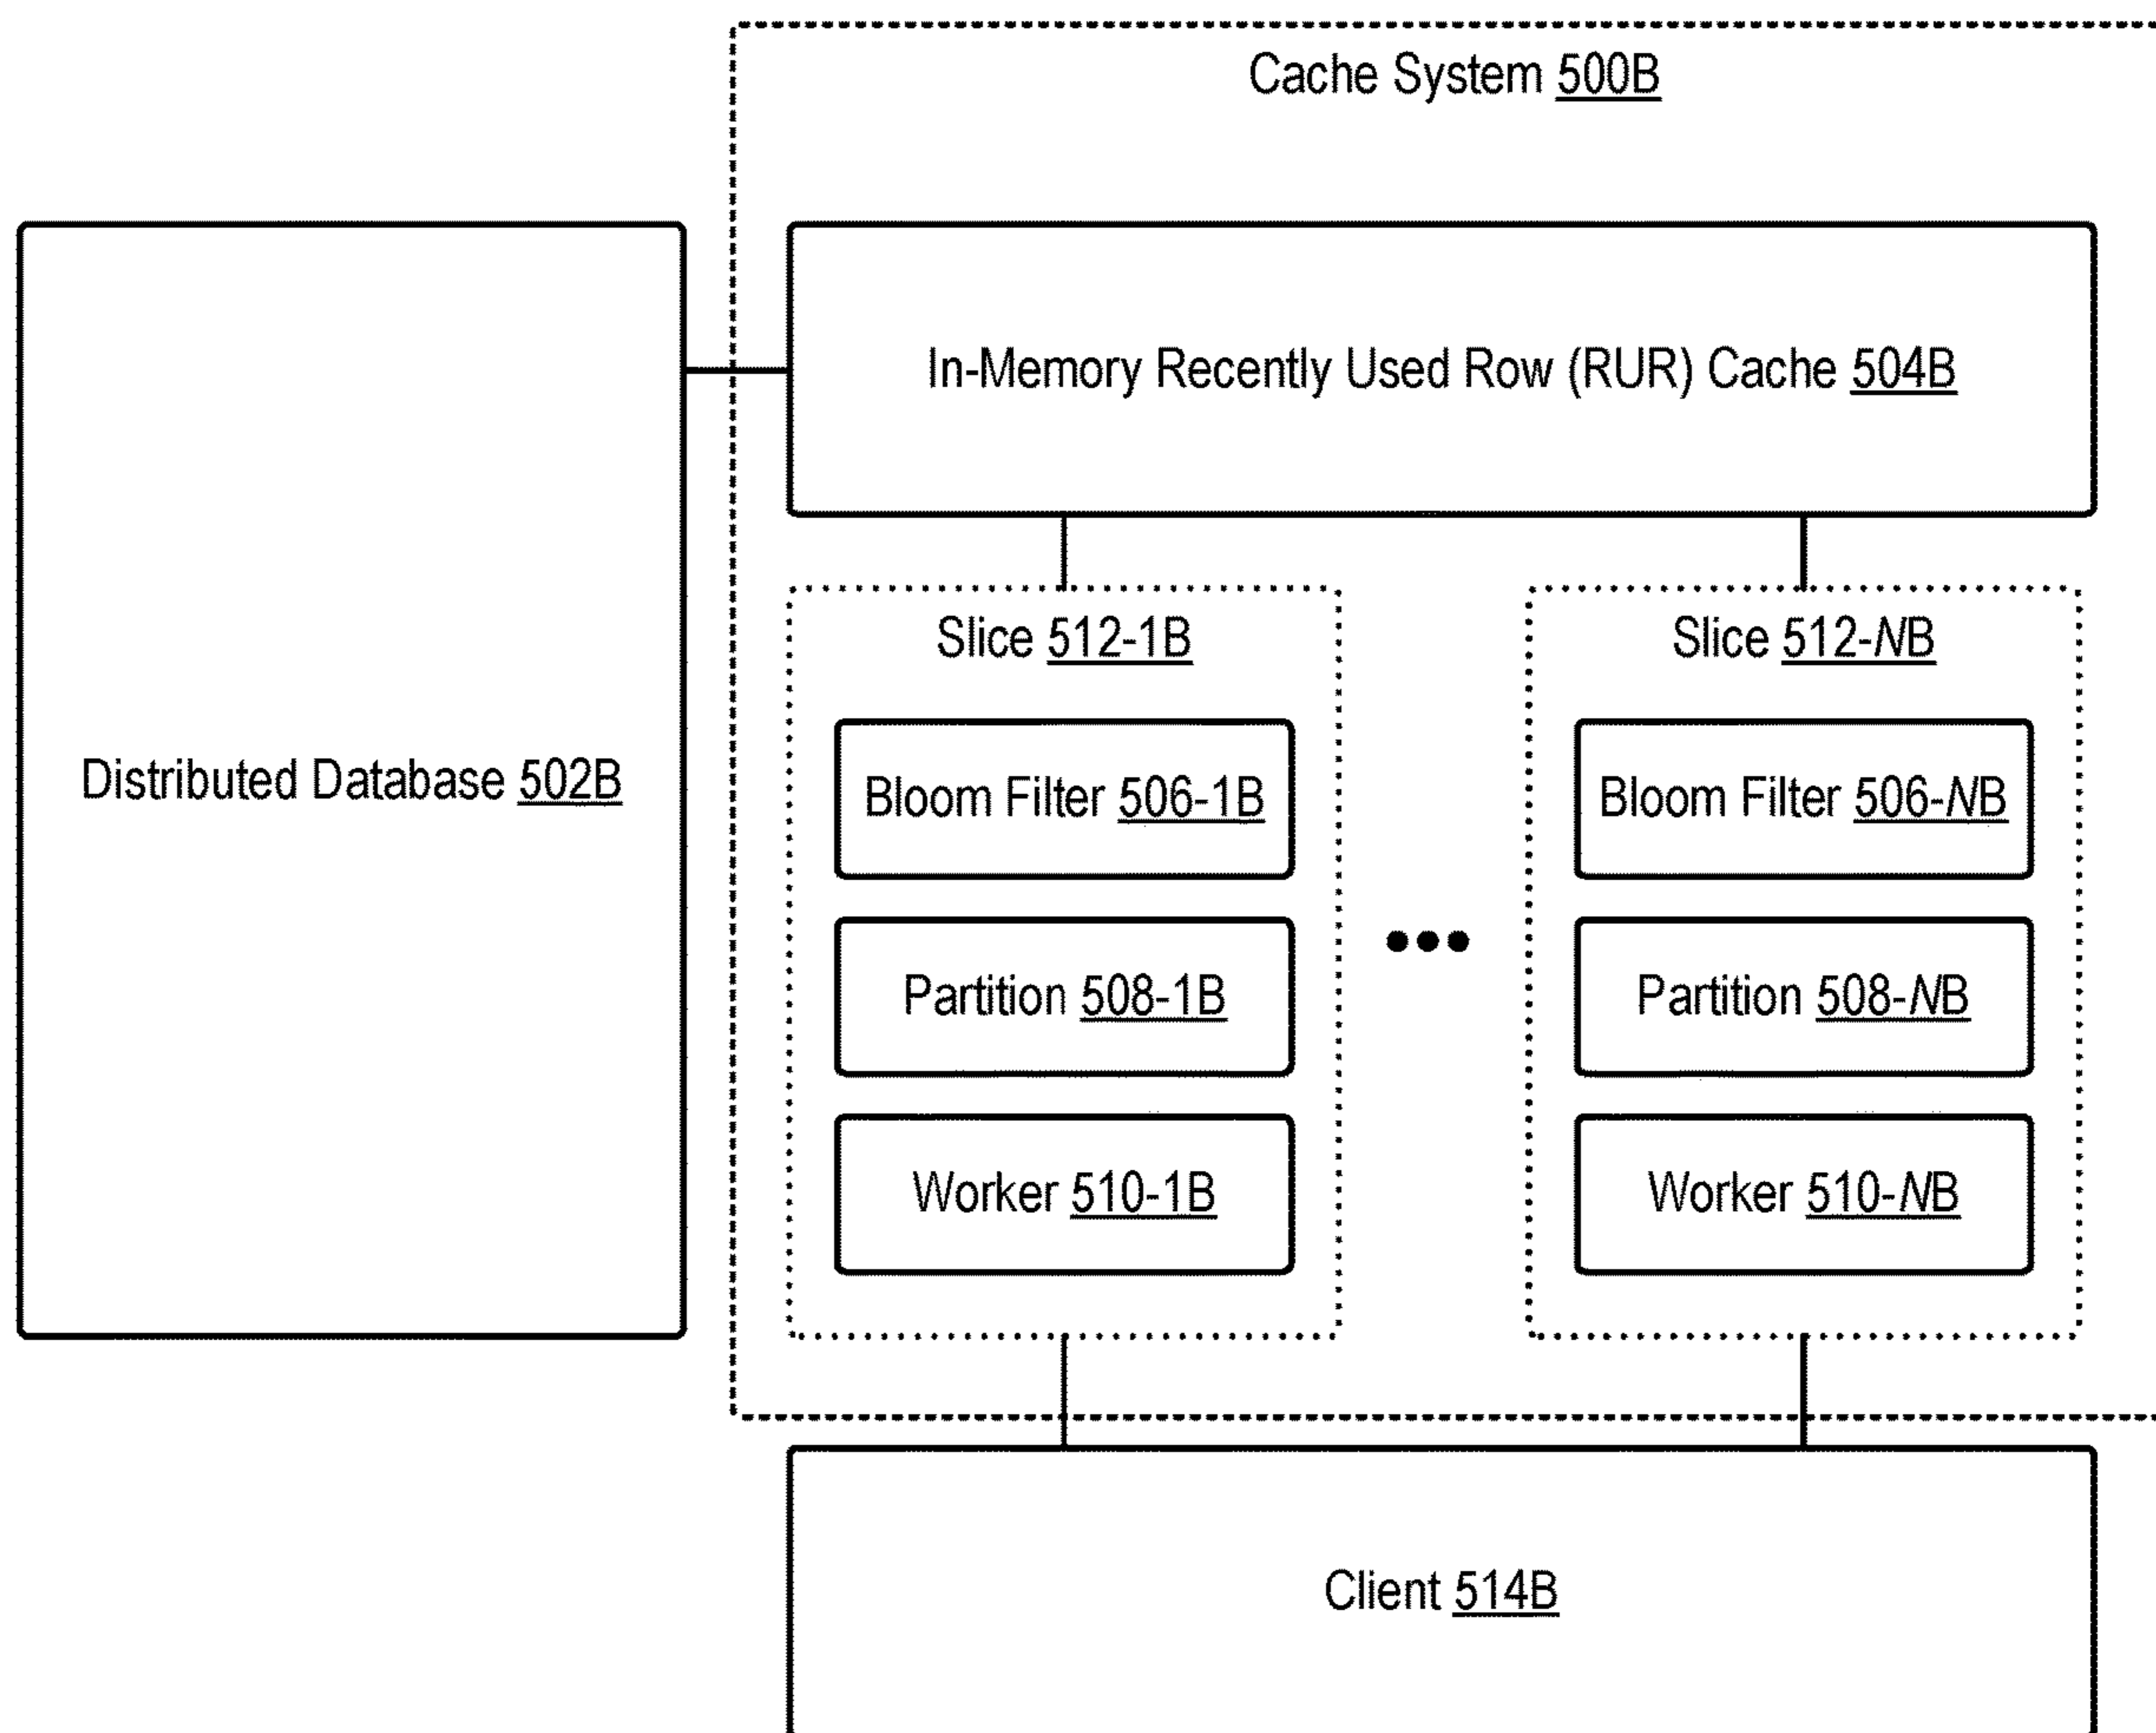 Cache System 500B
In-Memory Recently Used Row (RUR) Cache 504B
Distributed Database 502B
Slice 512-1B
Bloom Filter 506-1B
Partition 508-1B
Worker 510-1B
•••
Slice 512-NB
Bloom Filter 506-NB
Partition 508-NB
Worker 510-NB
Client 514B